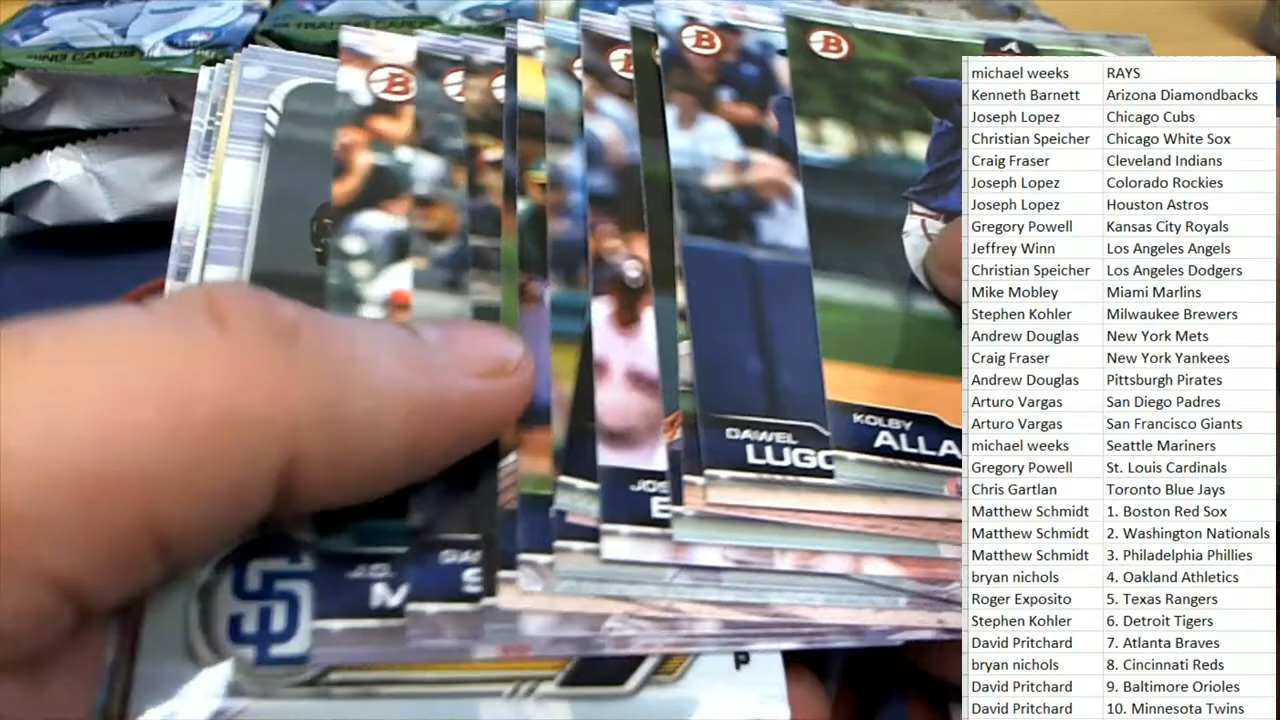 michael weeks RAYS
Kenneth Barnett Arizona Diamondbacks
Joseph Lopez Chicago Cubs
Christian Speicher Chicago White Sox
Craig Fraser Cleveland Indians
Joseph Lopez Colorado Rockies
Joseph Lopez Houston Astros
Gregory Powell Kansas City Royals
Jeffrey Winn Los Angeles Angels
Christian Speicher Los Angeles Dodgers
Mike Mobley Miami Marlins
Stephen Kohler Milwaukee Brewers
Andrew Douglas New York Mets
Craig Fraser New York Yankees
Andrew Douglas Pittsburgh Pirates
Arturo Vargas San Diego Padres
Arturo Vargas San Francisco Giants
michael weeks Seattle Mariners
Gregory Powell St. Louis Cardinals
Chris Gartlan Toronto Blue Jays
Matthew Schmidt 1. Boston Red Sox
Matthew Schmidt 2. Washington Nationals
Matthew Schmidt 3. Philadelphia Phillies
bryan nichols 4. Oakland Athletics
Roger Exposito 5. Texas Rangers
Stephen Kohler 6. Detroit Tigers
David Pritchard 7. Atlanta Braves
bryan nichols 8. Cincinnati Reds
David Pritchard 9. Baltimore Orioles
David Pritchard 10. Minnesota Twins
B
B
B
KOLBY
ALLA
DAWEL
LUGO
J.D.
M
SD
P